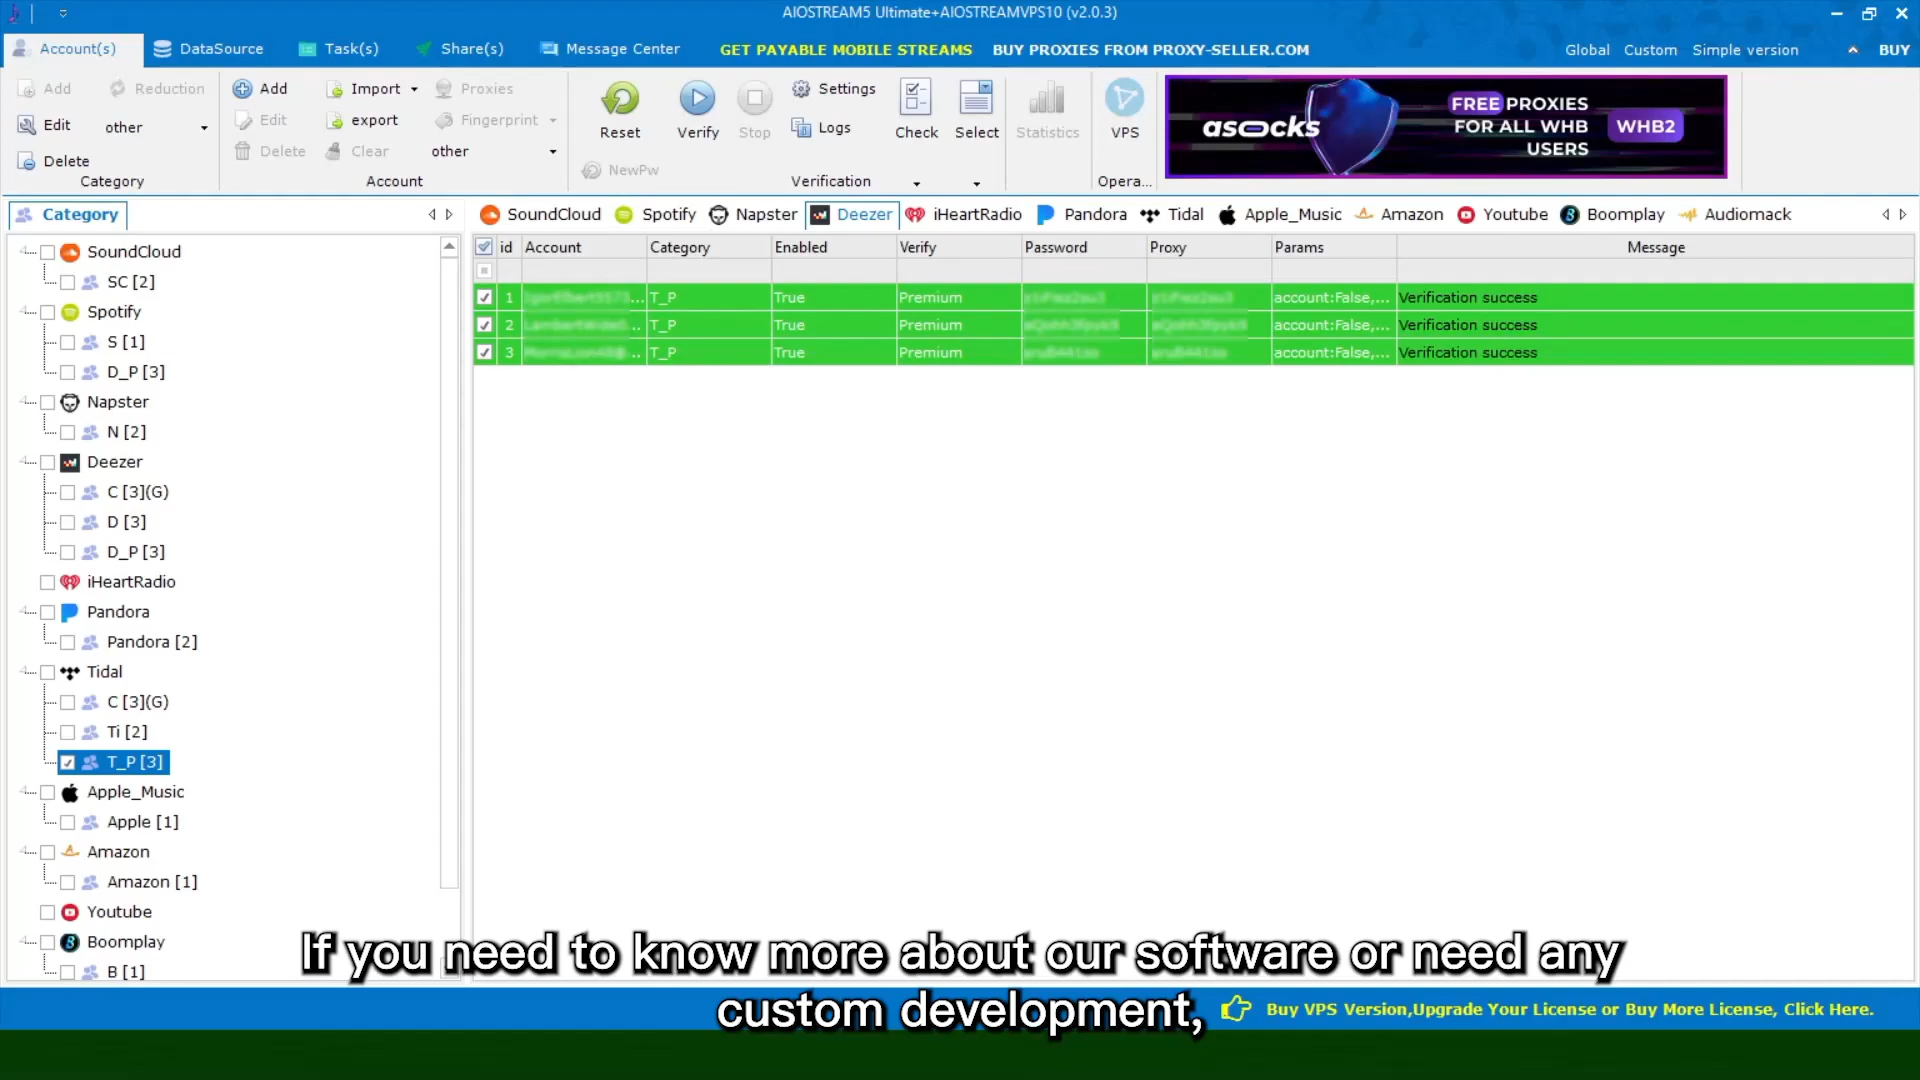 AIOSTREAM5 Ultimate+AIOSTREAMVPS10 (v2.0.3)
Account(s) DataSource Task(s) Share(s) Message Center GET PAYABLE MOBILE STREAMS BUY PROXIES FROM PROXY-SELLER.COM Global Custom Simple version BUY
Add Reduction Add Import Proxies Settings
Edit other Edit export Fingerprint Reset Verify Stop Logs Check Select Statistics VPS
Delete Delete Clear other NewPw
Category Account Verification Opera...
asocks FREE PROXIES
FOR ALL WHB
USERS
WHB2
Category SoundCloud Spotify Napster Deezer iHeartRadio Pandora Tidal Apple_Music Amazon Youtube Boomplay Audiomack
id Account Category Enabled Verify Password Proxy Params Message
1 ... T_P True Premium account:False,... Verification success
2 ... T_P True Premium account:False,... Verification success
3 ... T_P True Premium account:False,... Verification success
SoundCloud
SC [2]
Spotify
S [1]
D_P [3]
Napster
N [2]
Deezer
C [3](G)
D [3]
D_P [3]
iHeartRadio
Pandora
Pandora [2]
Tidal
C [3](G)
Ti [2]
T_P [3]
Apple_Music
Apple [1]
Amazon
Amazon [1]
Youtube
Boomplay
B [1]
If you need to know more about our software or need any
custom development,
Buy VPS Version,Upgrade Your License or Buy More License, Click Here.